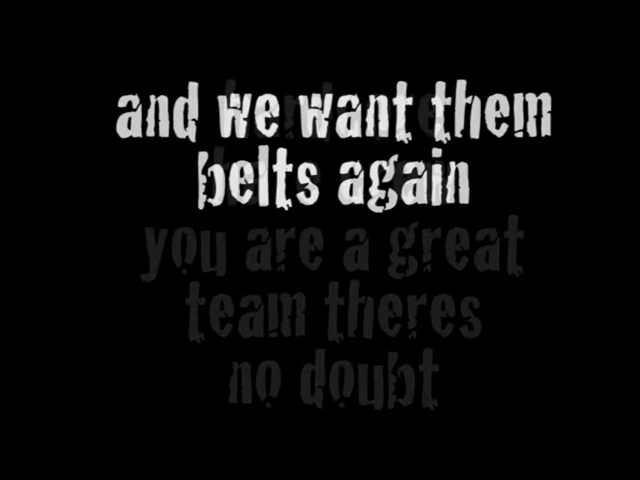 and we want them
belts again
you are a great
team theres
no doubt